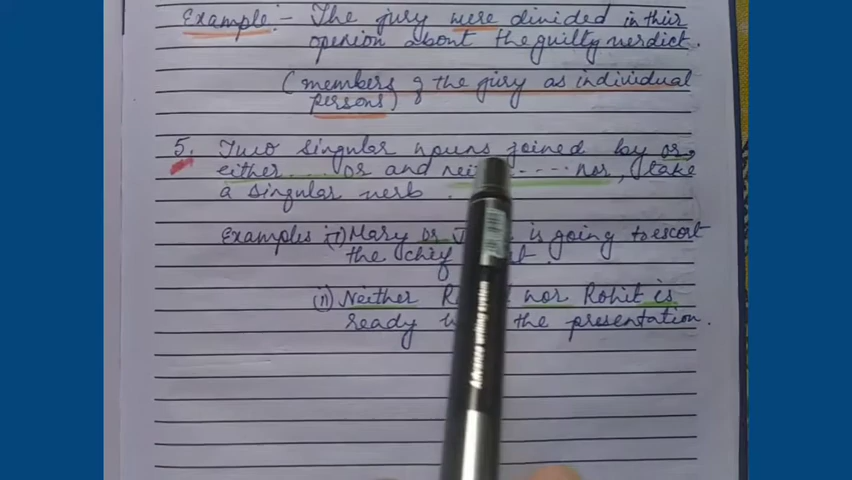 Example:- The jury were divided in their
openion about the guilty verdict.
(members of the jury as individual
persons)
5. Two singular nouns joined by or,
either ..... or and nei ..... nor, take
a singular verb.
Examples :- (i) Mary or is going to escort
the chief
(ii) Neither nor Rohit is
ready the presentation.